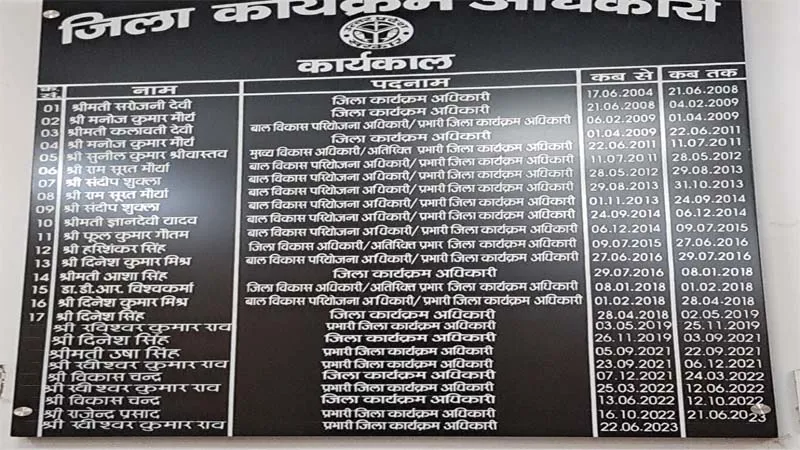 जिला कार्यक्रम अधिकारी
कार्यकाल
क्र. सं. नाम पदनाम कब से कब तक
01 श्रीमती सरोजनी देवी जिला कार्यक्रम अधिकारी 17.06.2004 21.06.2008
02 श्री मनोज कुमार मौर्य जिला कार्यक्रम अधिकारी 21.06.2008 04.02.2009
03 श्रीमती कलावती देवी बाल विकास परियोजना अधिकारी/ प्रभारी जिला कार्यक्रम अधिकारी 06.02.2009 01.04.2009
04 श्री मनोज कुमार मौर्य जिला कार्यक्रम अधिकारी 01.04.2009 22.06.2011
05 श्री सुनील कुमार श्रीवास्तव मुख्य विकास अधिकारी/अतिरिक्त प्रभार जिला कार्यक्रम अधिकारी 22.06.2011 11.07.2011
06 श्री राम सूरत मौर्या बाल विकास परियोजना अधिकारी/ प्रभारी जिला कार्यक्रम अधिकारी 11.07.2011 28.05.2012
07 श्री संदीप शुक्ला बाल विकास परियोजना अधिकारी/ प्रभारी जिला कार्यक्रम अधिकारी 28.05.2012 29.08.2013
08 श्री राम सूरत मौर्या बाल विकास परियोजना अधिकारी/ प्रभारी जिला कार्यक्रम अधिकारी 29.08.2013 31.10.2013
09 श्री संदीप शुक्ला बाल विकास परियोजना अधिकारी/ प्रभारी जिला कार्यक्रम अधिकारी 01.11.2013 24.09.2014
10 श्रीमती ज्ञानदेवी यादव बाल विकास परियोजना अधिकारी/ प्रभारी जिला कार्यक्रम अधिकारी 24.09.2014 06.12.2014
11 श्री फूल कुमार गौतम बाल विकास परियोजना अधिकारी/ प्रभारी जिला कार्यक्रम अधिकारी 06.12.2014 09.07.2015
12 श्री हरिशंकर सिंह जिला विकास अधिकारी/अतिरिक्त प्रभार जिला कार्यक्रम अधिकारी 09.07.2015 27.06.2016
13 श्री दिनेश कुमार मिश्र बाल विकास परियोजना अधिकारी/ प्रभारी जिला कार्यक्रम अधिकारी 27.06.2016 29.07.2016
14 श्रीमती आशा सिंह जिला कार्यक्रम अधिकारी 29.07.2016 08.01.2018
15 डा.डी.आर. विश्वकर्मा जिला विकास अधिकारी/अतिरिक्त प्रभार जिला कार्यक्रम अधिकारी 08.01.2018 01.02.2018
16 श्री दिनेश कुमार मिश्र बाल विकास परियोजना अधिकारी/ प्रभारी जिला कार्यक्रम अधिकारी 01.02.2018 28.04.2018
17 श्री दिनेश सिंह जिला कार्यक्रम अधिकारी 28.04.2018 02.05.2019
श्री रविश्वर कुमार राव प्रभारी जिला कार्यक्रम अधिकारी 03.05.2019 25.11.2019
श्री दिनेश सिंह जिला कार्यक्रम अधिकारी 26.11.2019 03.09.2021
श्रीमती उषा सिंह प्रभारी जिला कार्यक्रम अधिकारी 05.09.2021 22.09.2021
श्री रवीश्वर कुमार राव प्रभारी जिला कार्यक्रम अधिकारी 23.09.2021 06.12.2021
श्री विकास चन्द्र जिला कार्यक्रम अधिकारी 07.12.2021 24.03.2022
श्री रवीश्वर कुमार राव प्रभारी जिला कार्यक्रम अधिकारी 25.03.2022 12.06.2022
श्री विकास चन्द जिला कार्यक्रम अधिकारी 13.06.2022 12.10.2022
श्री राजेन्द्र प्रसाद प्रभारी जिला कार्यक्रम अधिकारी 16.10.2022 21.06.2023
श्री रवीश्वर कुमार राव प्रभारी जिला कार्यक्रम अधिकारी 22.06.2023